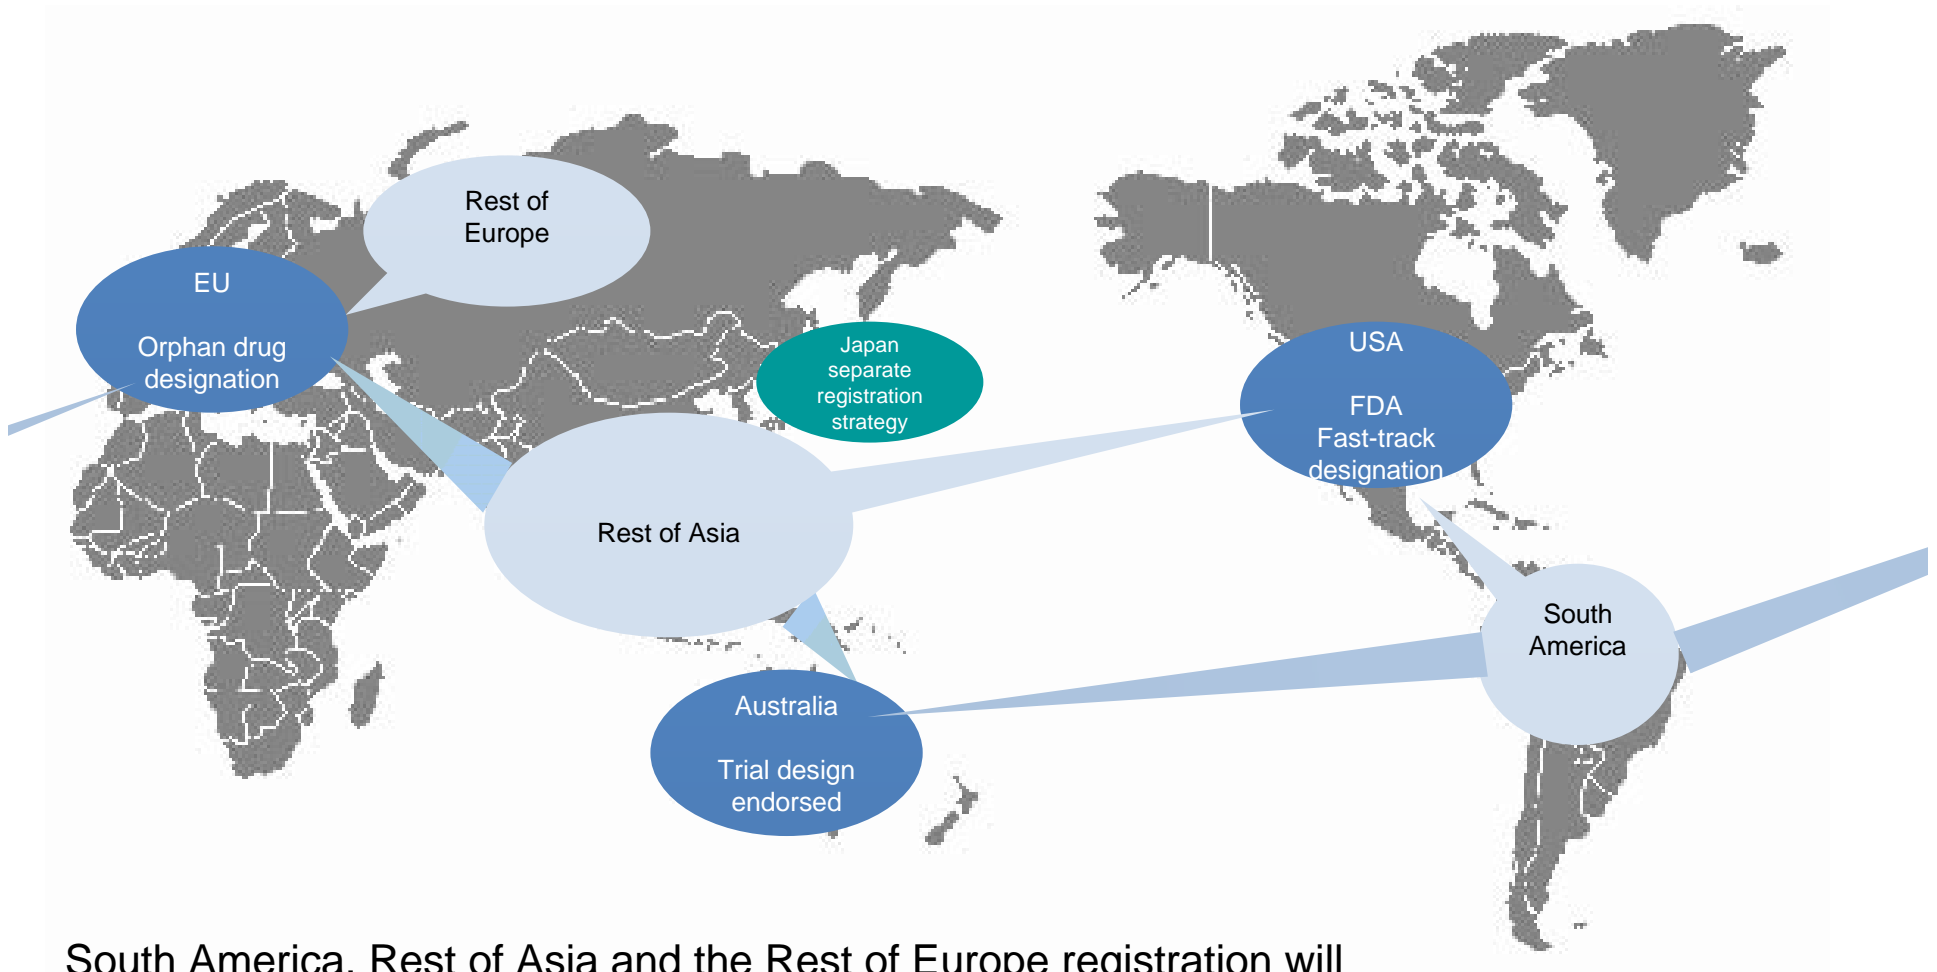 Rest of
Europe
EU
Orphan drug
designation
Japan
separate
registration
strategy
USA
FDA
Fast-track
designation
Rest of Asia
South
America
Australia
Trial design
endorsed
South America, Rest of Asia and the Rest of Europe registration will